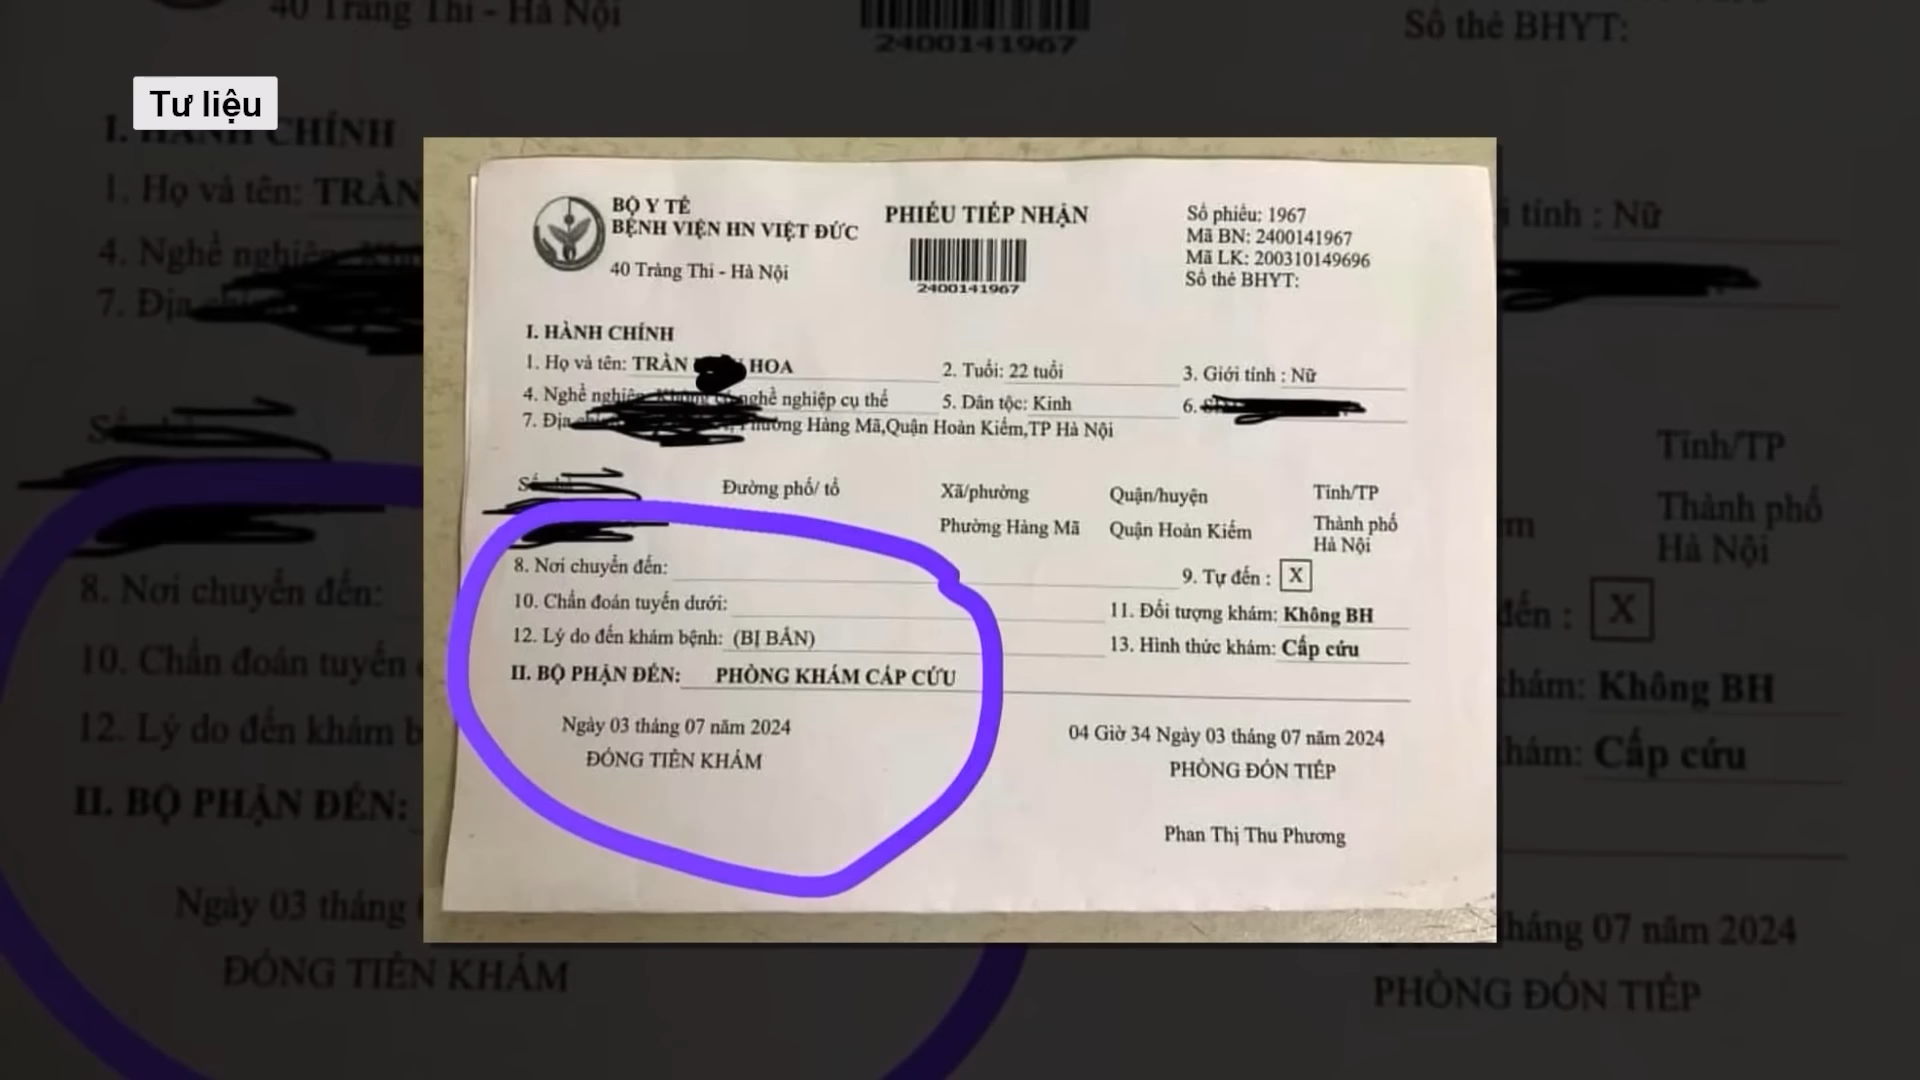 40 Tràng Thi - Hà Nội
2400141967
Số thẻ BHYT:
Tư liệu
BỘ Y TẾ
BỆNH VIỆN HN VIỆT ĐỨC
40 Tràng Thi - Hà Nội
PHIẾU TIẾP NHẬN
2400141967
Số phiếu: 1967
Mã BN: 2400141967
Mã LK: 200310149696
Số thẻ BHYT:
I. HÀNH CHÍNH
1. Họ và tên: TRẦN HOA 2. Tuổi: 22 tuổi 3. Giới tính : Nữ
4. Nghề nghiệp nghề nghiệp cụ thể 5. Dân tộc: Kinh 6.
7. Địa Phường Hàng Mã,Quận Hoàn Kiếm,TP Hà Nội
Đường phố/ tổ Xã/phường Quận/huyện Tỉnh/TP
Phường Hàng Mã Quận Hoàn Kiếm Thành phố
Hà Nội
8. Nơi chuyển đến: 9. Tự đến : X
10. Chẩn đoán tuyến dưới: 11. Đối tượng khám: Không BH
12. Lý do đến khám bệnh: (BỊ BẮN) 13. Hình thức khám: Cấp cứu
II. BỘ PHẬN ĐẾN: PHÒNG KHÁM CẤP CỨU
Ngày 03 tháng 07 năm 2024 04 Giờ 34 Ngày 03 tháng 07 năm 2024
ĐÓNG TIỀN KHÁM PHÒNG ĐÓN TIẾP
Phan Thị Thu Phương
I. HÀNH CHÍNH
1. Họ và tên: TRẦN tính : Nữ
4. Nghề nghiệp
7. Địa
Tỉnh/TP
Thành phố
Hà Nội
8. Nơi chuyển đến: đến : X
10. Chẩn đoán tuyến khám: Không BH
12. Lý do đến khám b khám: Cấp cứu
II. BỘ PHẬN ĐẾN:
Ngày 03 tháng tháng 07 năm 2024
ĐÓNG TIỀN KHÁM PHÒNG ĐÓN TIẾP